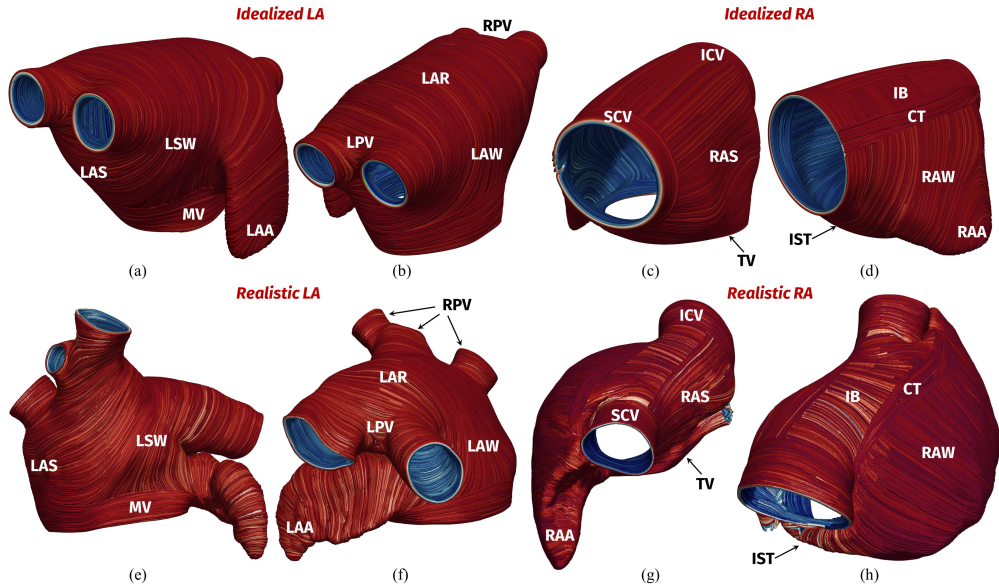 Idealized LA
RPV
LAR
LPV
LAS
LSW
LAW
MV
LAA
(a)
(b)
Idealized RA
ICV
SCV
RAS
TV
IB
CT
RAW
IST
RAA
(c)
(d)
Realistic LA
RPV
LAR
LPV
LSW
LAS
LAW
MV
LAA
(e)
(f)
Realistic RA
ICV
SCV
RAS
TV
RAA
IB
CT
RAW
IST
(g)
(h)